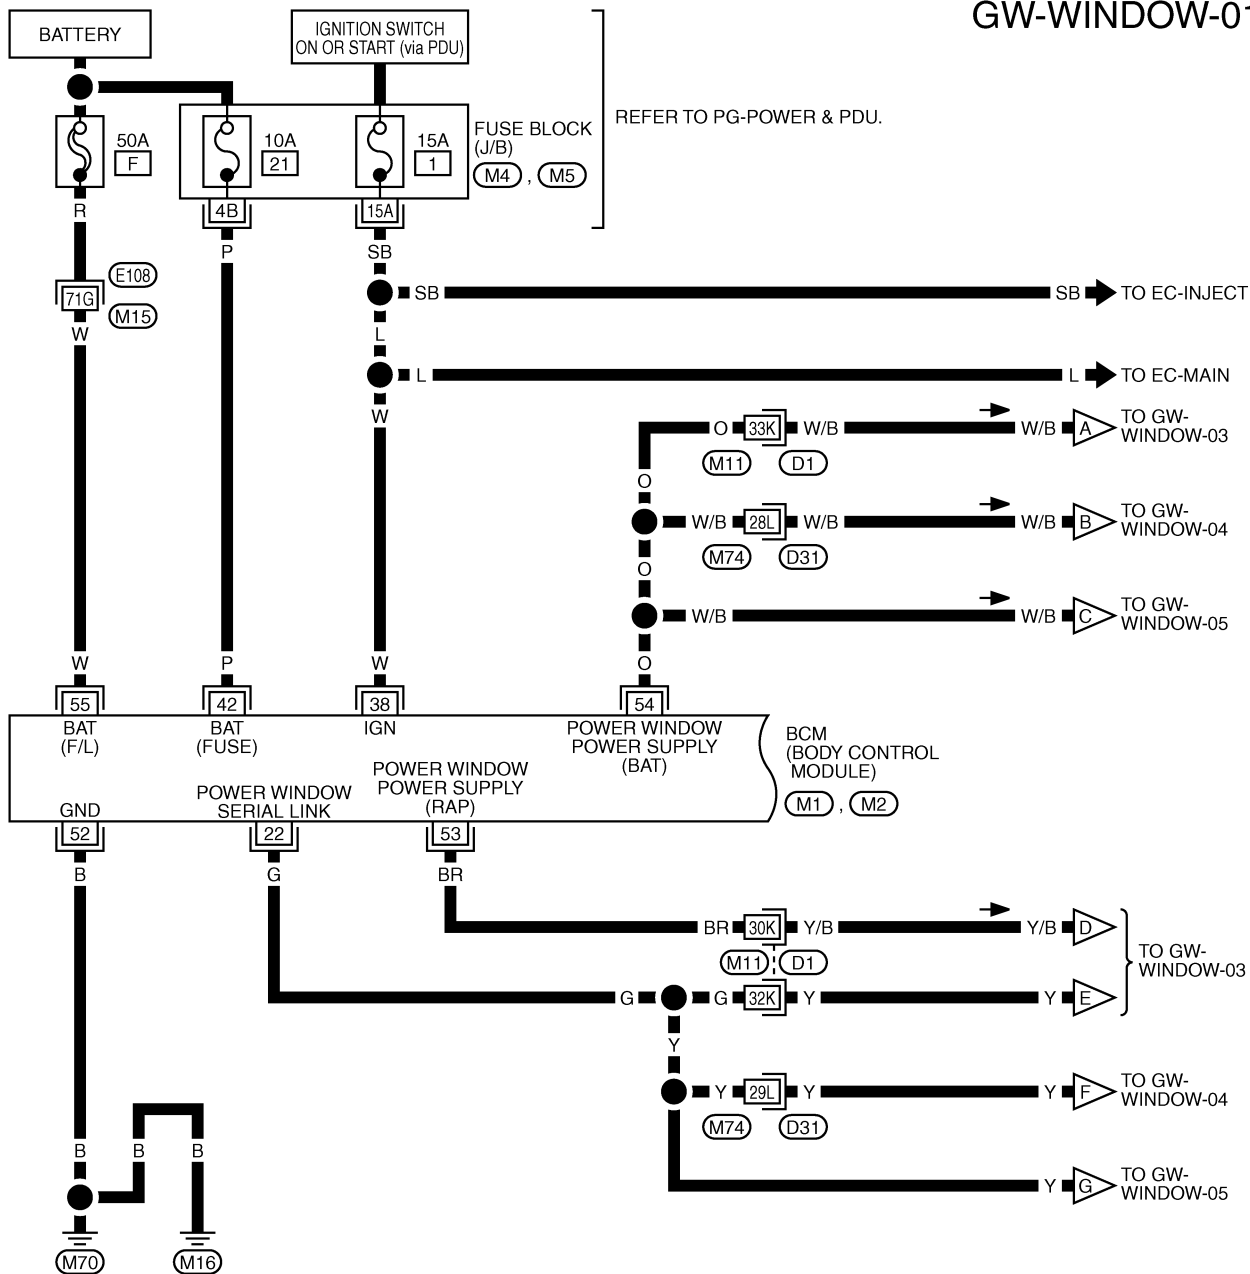 GW-WINDOW-01
BATTERY
IGNITION SWITCH
ON OR START (via PDU)
REFER TO PG-POWER & PDU.
50A
F
10A
21
15A
1
FUSE BLOCK
(J/B)
M4 , M5
R
4B
15A
P
SB
E108
71G
M15
W
SB
SB
TO EC-INJECT
L
L
L
TO EC-MAIN
W
O
33K
W/B
W/B
A
TO GW-
WINDOW-03
M11
D1
O
W/B
28L
W/B
W/B
B
TO GW-
WINDOW-04
M74
D31
O
W/B
W/B
C
TO GW-
WINDOW-05
W
P
W
O
55
42
38
54
BAT
(F/L)
BAT
(FUSE)
IGN
POWER WINDOW
POWER SUPPLY
(BAT)
BCM
(BODY CONTROL
MODULE)
M1 , M2
GND
POWER WINDOW
SERIAL LINK
POWER WINDOW
POWER SUPPLY
(RAP)
52
22
53
B
G
BR
BR
30K
Y/B
Y/B
D
M11
D1
TO GW-
WINDOW-03
G
G
32K
Y
Y
E
Y
Y
29L
Y
Y
F
TO GW-
WINDOW-04
M74
D31
B
B
B
Y
G
TO GW-
WINDOW-05
M70
M16